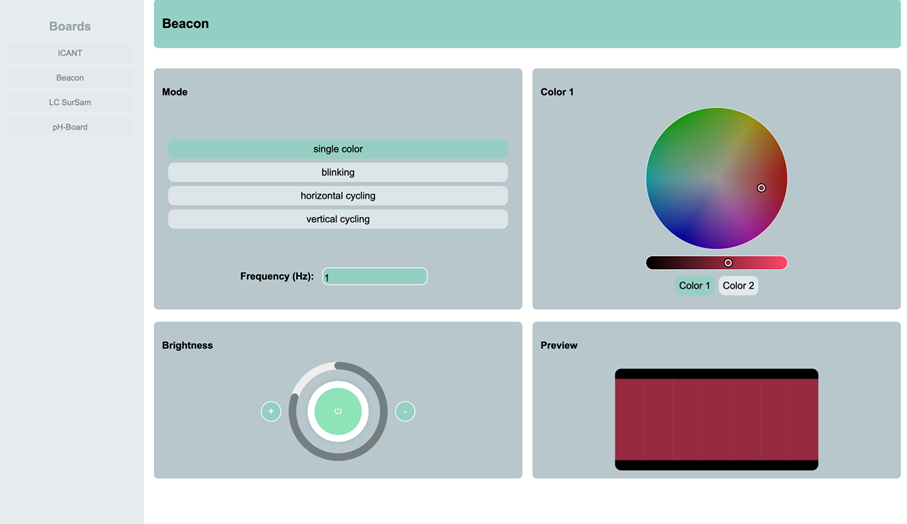 Boards
ICANT
Beacon
LC SurSam
pH-Board
Beacon
Mode
single color
blinking
horizontal cycling
vertical cycling
Frequency (Hz): 1
Color 1
Color 1 Color 2
Brightness
+ -
Preview